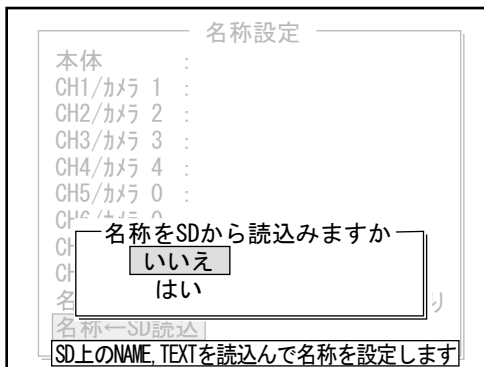 名称設定
本体 :
CH1/ｶﾒﾗ 1 :
CH2/ｶﾒﾗ 2 :
CH3/ｶﾒﾗ 3 :
CH4/ｶﾒﾗ 4 :
CH5/ｶﾒﾗ 0 :
名称をSDから読込みますか
いいえ
はい
名称←SD読込
SD上のNAME,TEXTを読込んで名称を設定します